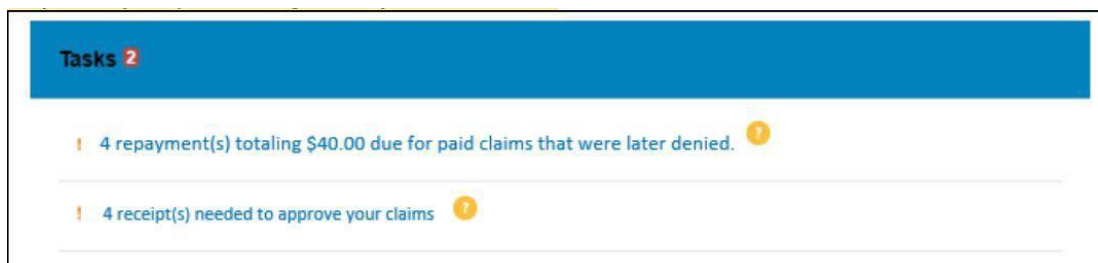 Tasks 2
! 4 repayment(s) totaling $40.00 due for paid claims that were later denied. ?
! 4 receipt(s) needed to approve your claims ?